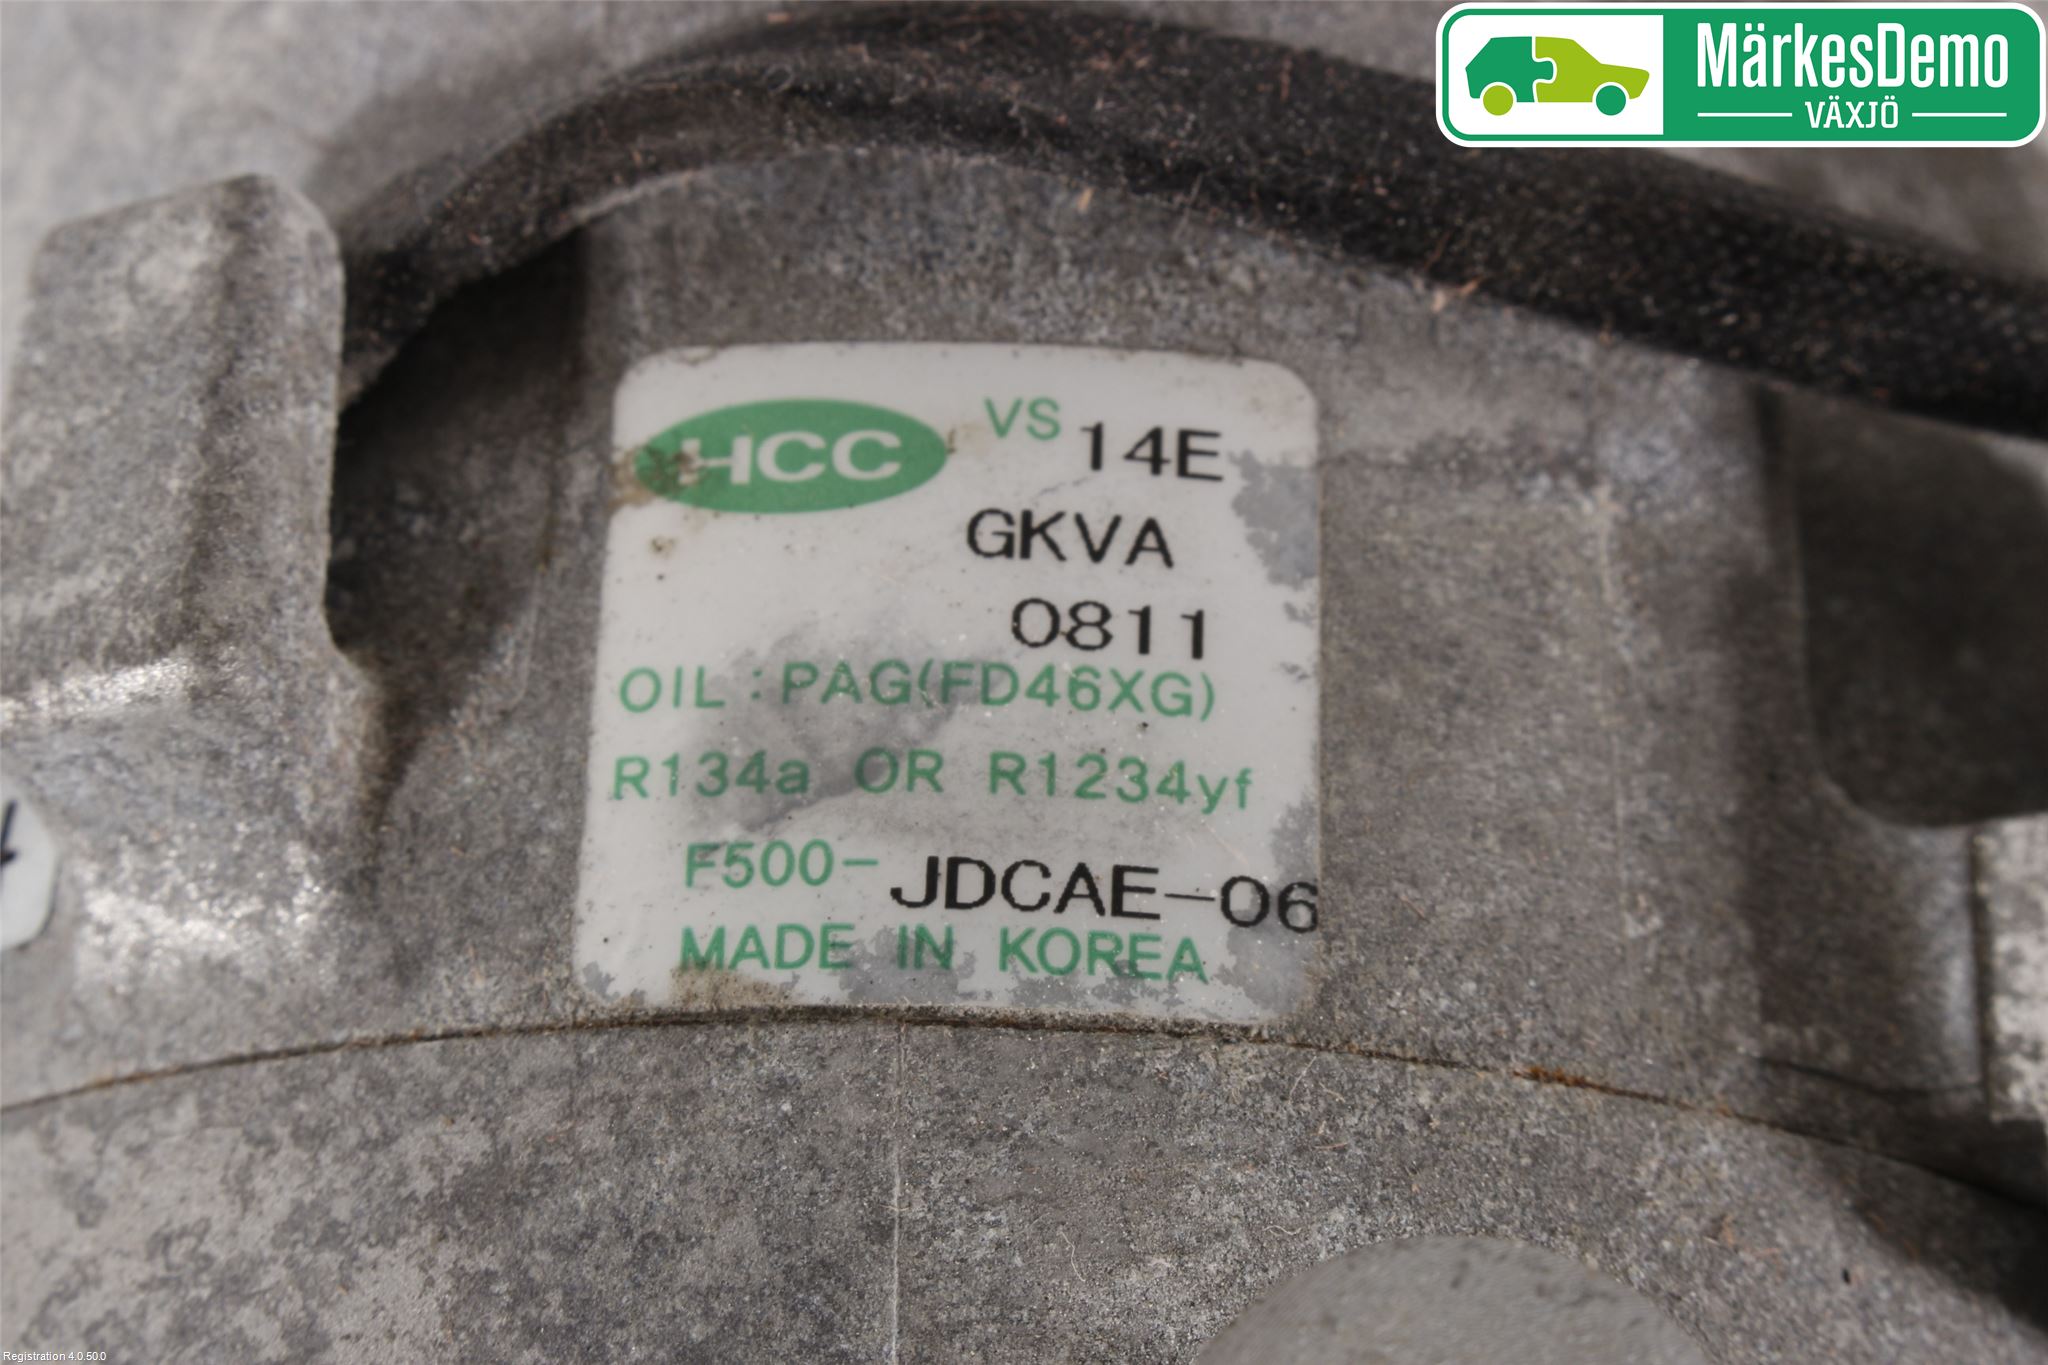 MärkesDemo
VÄXJÖ
HCC VS 14E
GKVA
0811
OIL : PAG(FD46XG)
R134a OR R1234yf
F500- JDCAE-06
MADE IN KOREA
Registration 4.0.50.0